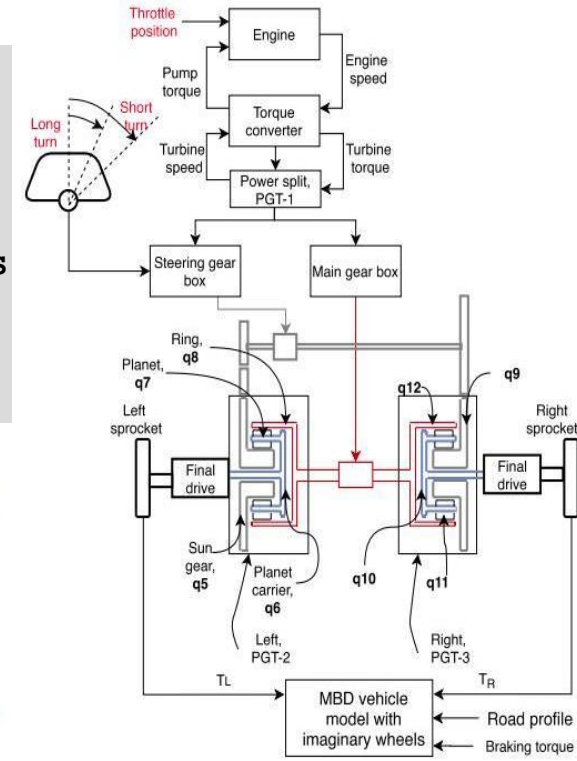 Throttle
position
Engine
Pump
torque
Engine
speed
Short
turn
Long
turn
Torque
converter
Turbine
speed
Turbine
torque
Power split,
PGT-1
Steering gear
box
Main gear box
s
Ring,
q8
Planet,
q7
q12
q9
Left
sprocket
Right
sprocket
Final
drive
Final
drive
Sun
gear,
q5
Planet
carrier,
q6
q10
q11
Left,
PGT-2
Right,
PGT-3
TL
TR
MBD vehicle
model with
imaginary wheels
Road profile
Braking torque